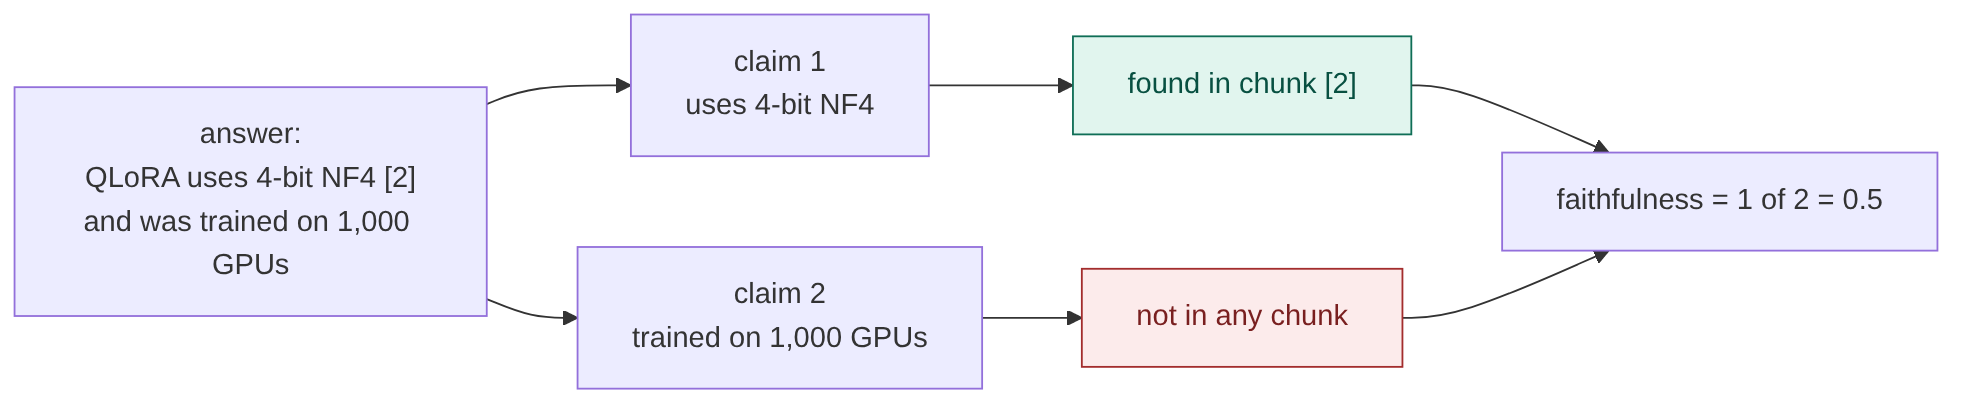 answer:
QLoRA uses 4-bit NF4 [2]
and was trained on 1,000
GPUs
claim 1
uses 4-bit NF4
found in chunk [2]
claim 2
trained on 1,000 GPUs
not in any chunk
faithfulness = 1 of 2 = 0.5